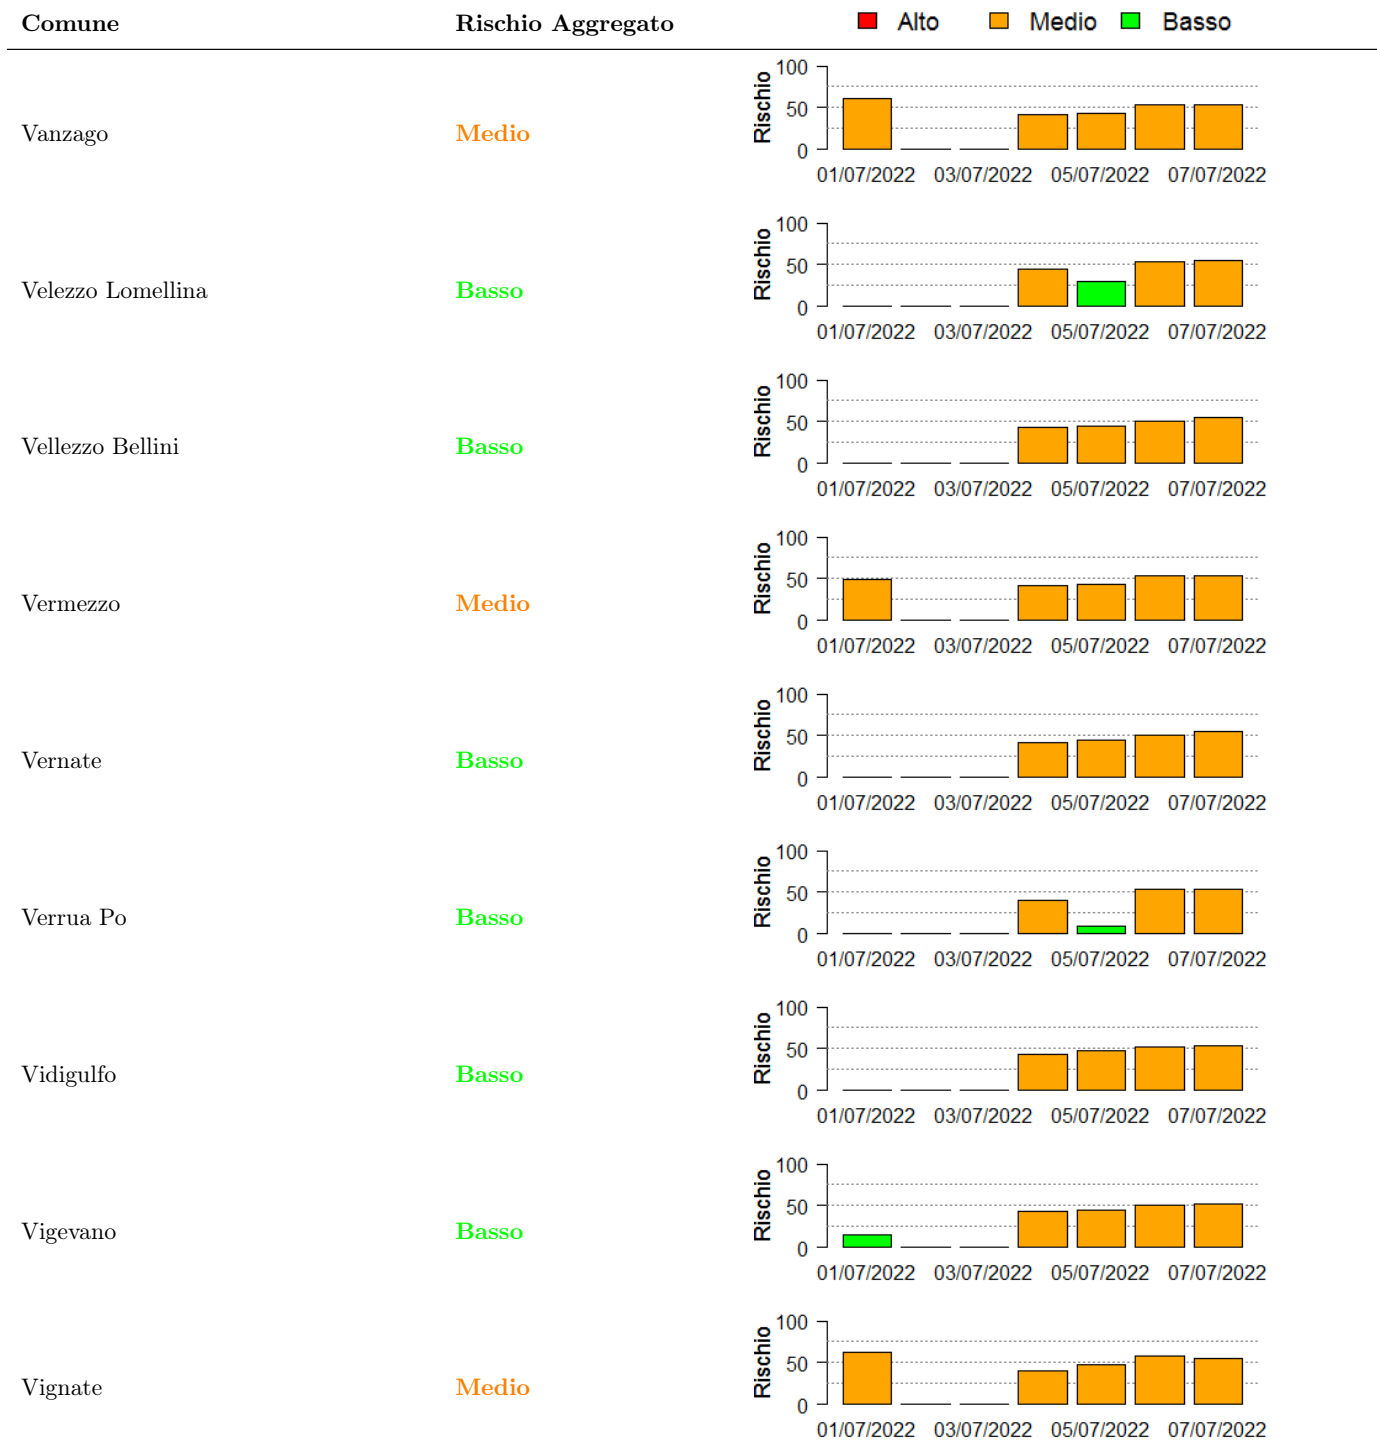 Comune Rischio Aggregato Alto Medio Basso
Vanzago Medio
Rischio
100
50
0
01/07/2022 03/07/2022 05/07/2022 07/07/2022
Velezzo Lomellina Basso
Rischio
100
50
0
01/07/2022 03/07/2022 05/07/2022 07/07/2022
Vellezzo Bellini Basso
Rischio
100
50
0
01/07/2022 03/07/2022 05/07/2022 07/07/2022
Vermezzo Medio
Rischio
100
50
0
01/07/2022 03/07/2022 05/07/2022 07/07/2022
Vernate Basso
Rischio
100
50
0
01/07/2022 03/07/2022 05/07/2022 07/07/2022
Verrua Po Basso
Rischio
100
50
0
01/07/2022 03/07/2022 05/07/2022 07/07/2022
Vidigulfo Basso
Rischio
100
50
0
01/07/2022 03/07/2022 05/07/2022 07/07/2022
Vigevano Basso
Rischio
100
50
0
01/07/2022 03/07/2022 05/07/2022 07/07/2022
Vignate Medio
Rischio
100
50
0
01/07/2022 03/07/2022 05/07/2022 07/07/2022